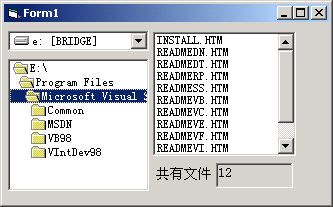 Form1
e: [BRIDGE]
E:\
Program Files
Microsoft Visual
Common
MSDN
VB98
VIntDev98
INSTALL.HTM
READMEDN.HTM
READMEDT.HTM
READMERP.HTM
READMESS.HTM
READMEVB.HTM
READMEVC.HTM
READMEVE.HTM
READMEVF.HTM
READMEVI.HTM
共有文件 12